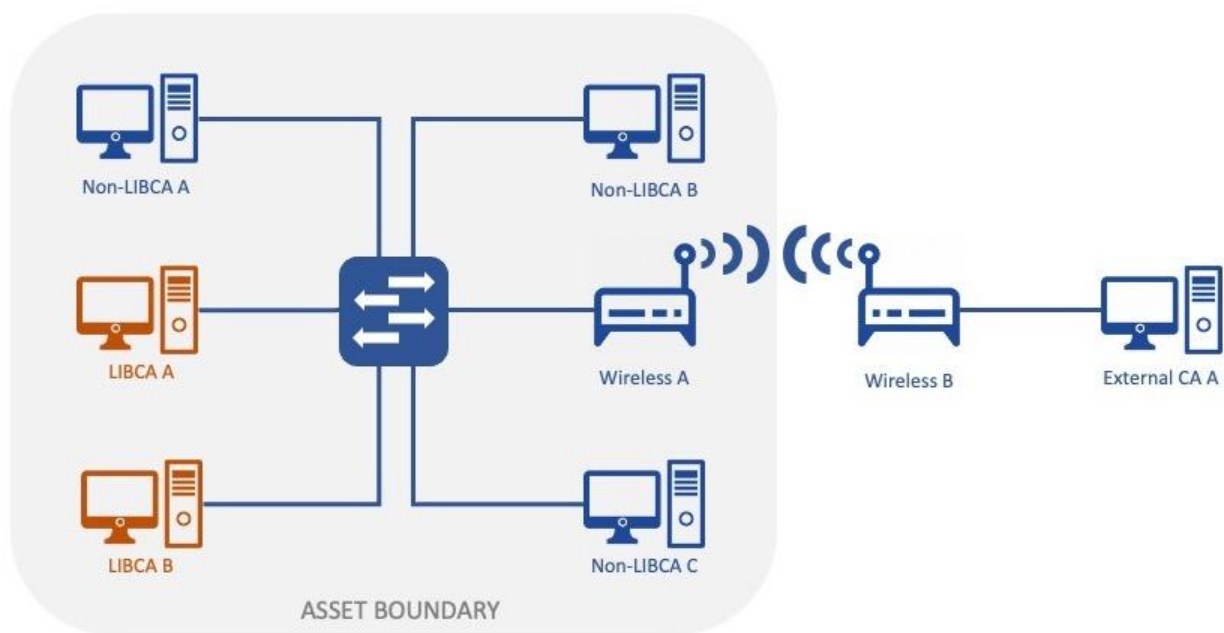 Non-LIBCA A
Non-LIBCA B
LIBCA A
Wireless A
Wireless B
External CA A
LIBCA B
Non-LIBCA C
ASSET BOUNDARY